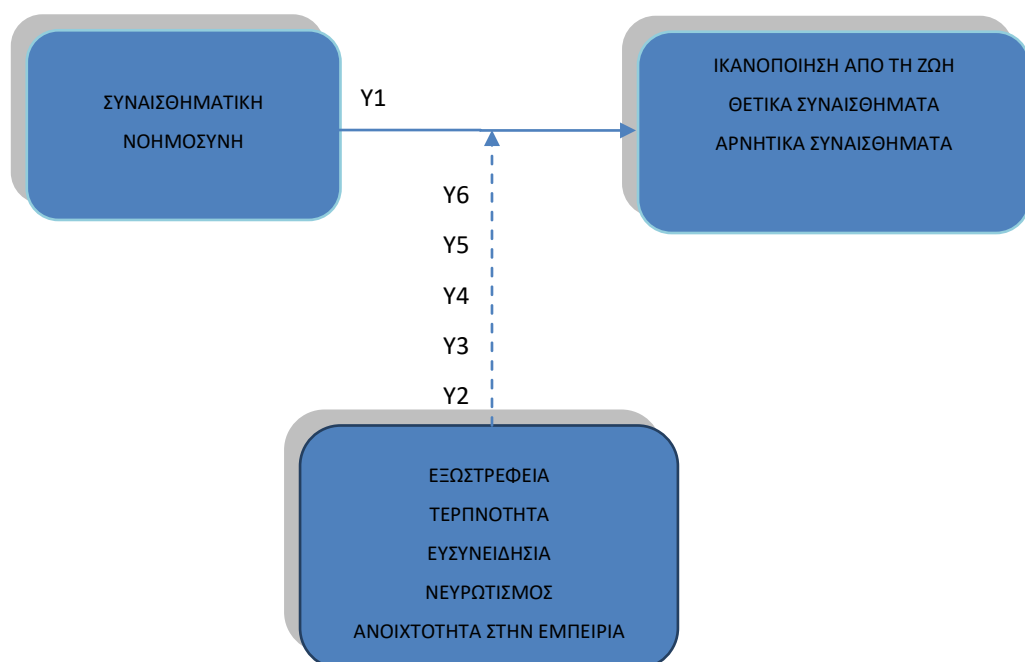 ΣΥΝΑΙΣΘΗΜΑΤΙΚΗ
ΝΟΗΜΟΣΥΝΗ
Υ1
ΙΚΑΝΟΠΟΙΗΣΗ ΑΠΟ ΤΗ ΖΩΗ
ΘΕΤΙΚΑ ΣΥΝΑΙΣΘΗΜΑΤΑ
ΑΡΝΗΤΙΚΑ ΣΥΝΑΙΣΘΗΜΑΤΑ
Υ6
Υ5
Υ4
Υ3
Υ2
ΕΞΩΣΤΡΕΦΕΙΑ
ΤΕΡΠΝΟΤΗΤΑ
ΕΥΣΥΝΕΙΔΗΣΙΑ
ΝΕΥΡΩΤΙΣΜΟΣ
ΑΝΟΙΧΤΟΤΗΤΑ ΣΤΗΝ ΕΜΠΕΙΡΙΑ